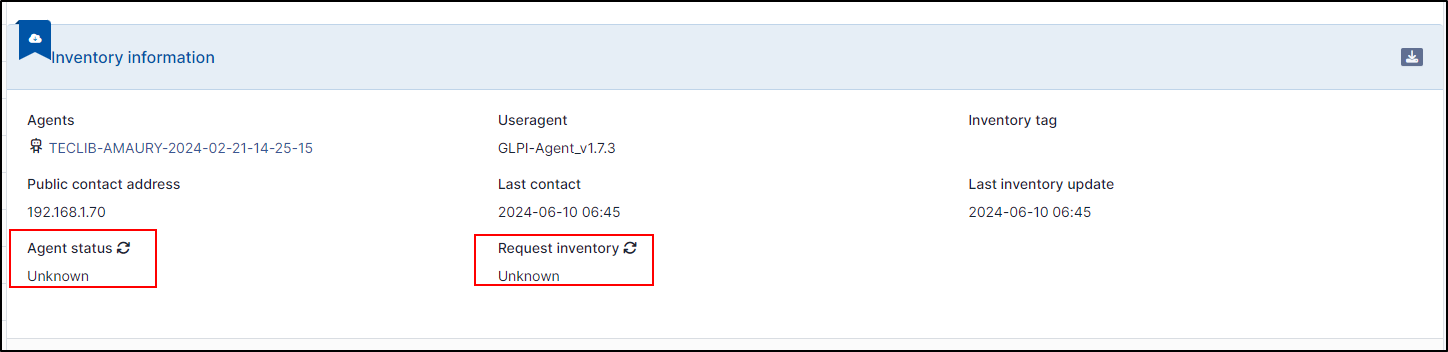 Inventory information
Agents
TECLIB-AMAURY-2024-02-21-14-25-15
Useragent
GLPI-Agent_v1.7.3
Inventory tag
Public contact address
192.168.1.70
Last contact
2024-06-10 06:45
Last inventory update
2024-06-10 06:45
Agent status
Unknown
Request inventory
Unknown